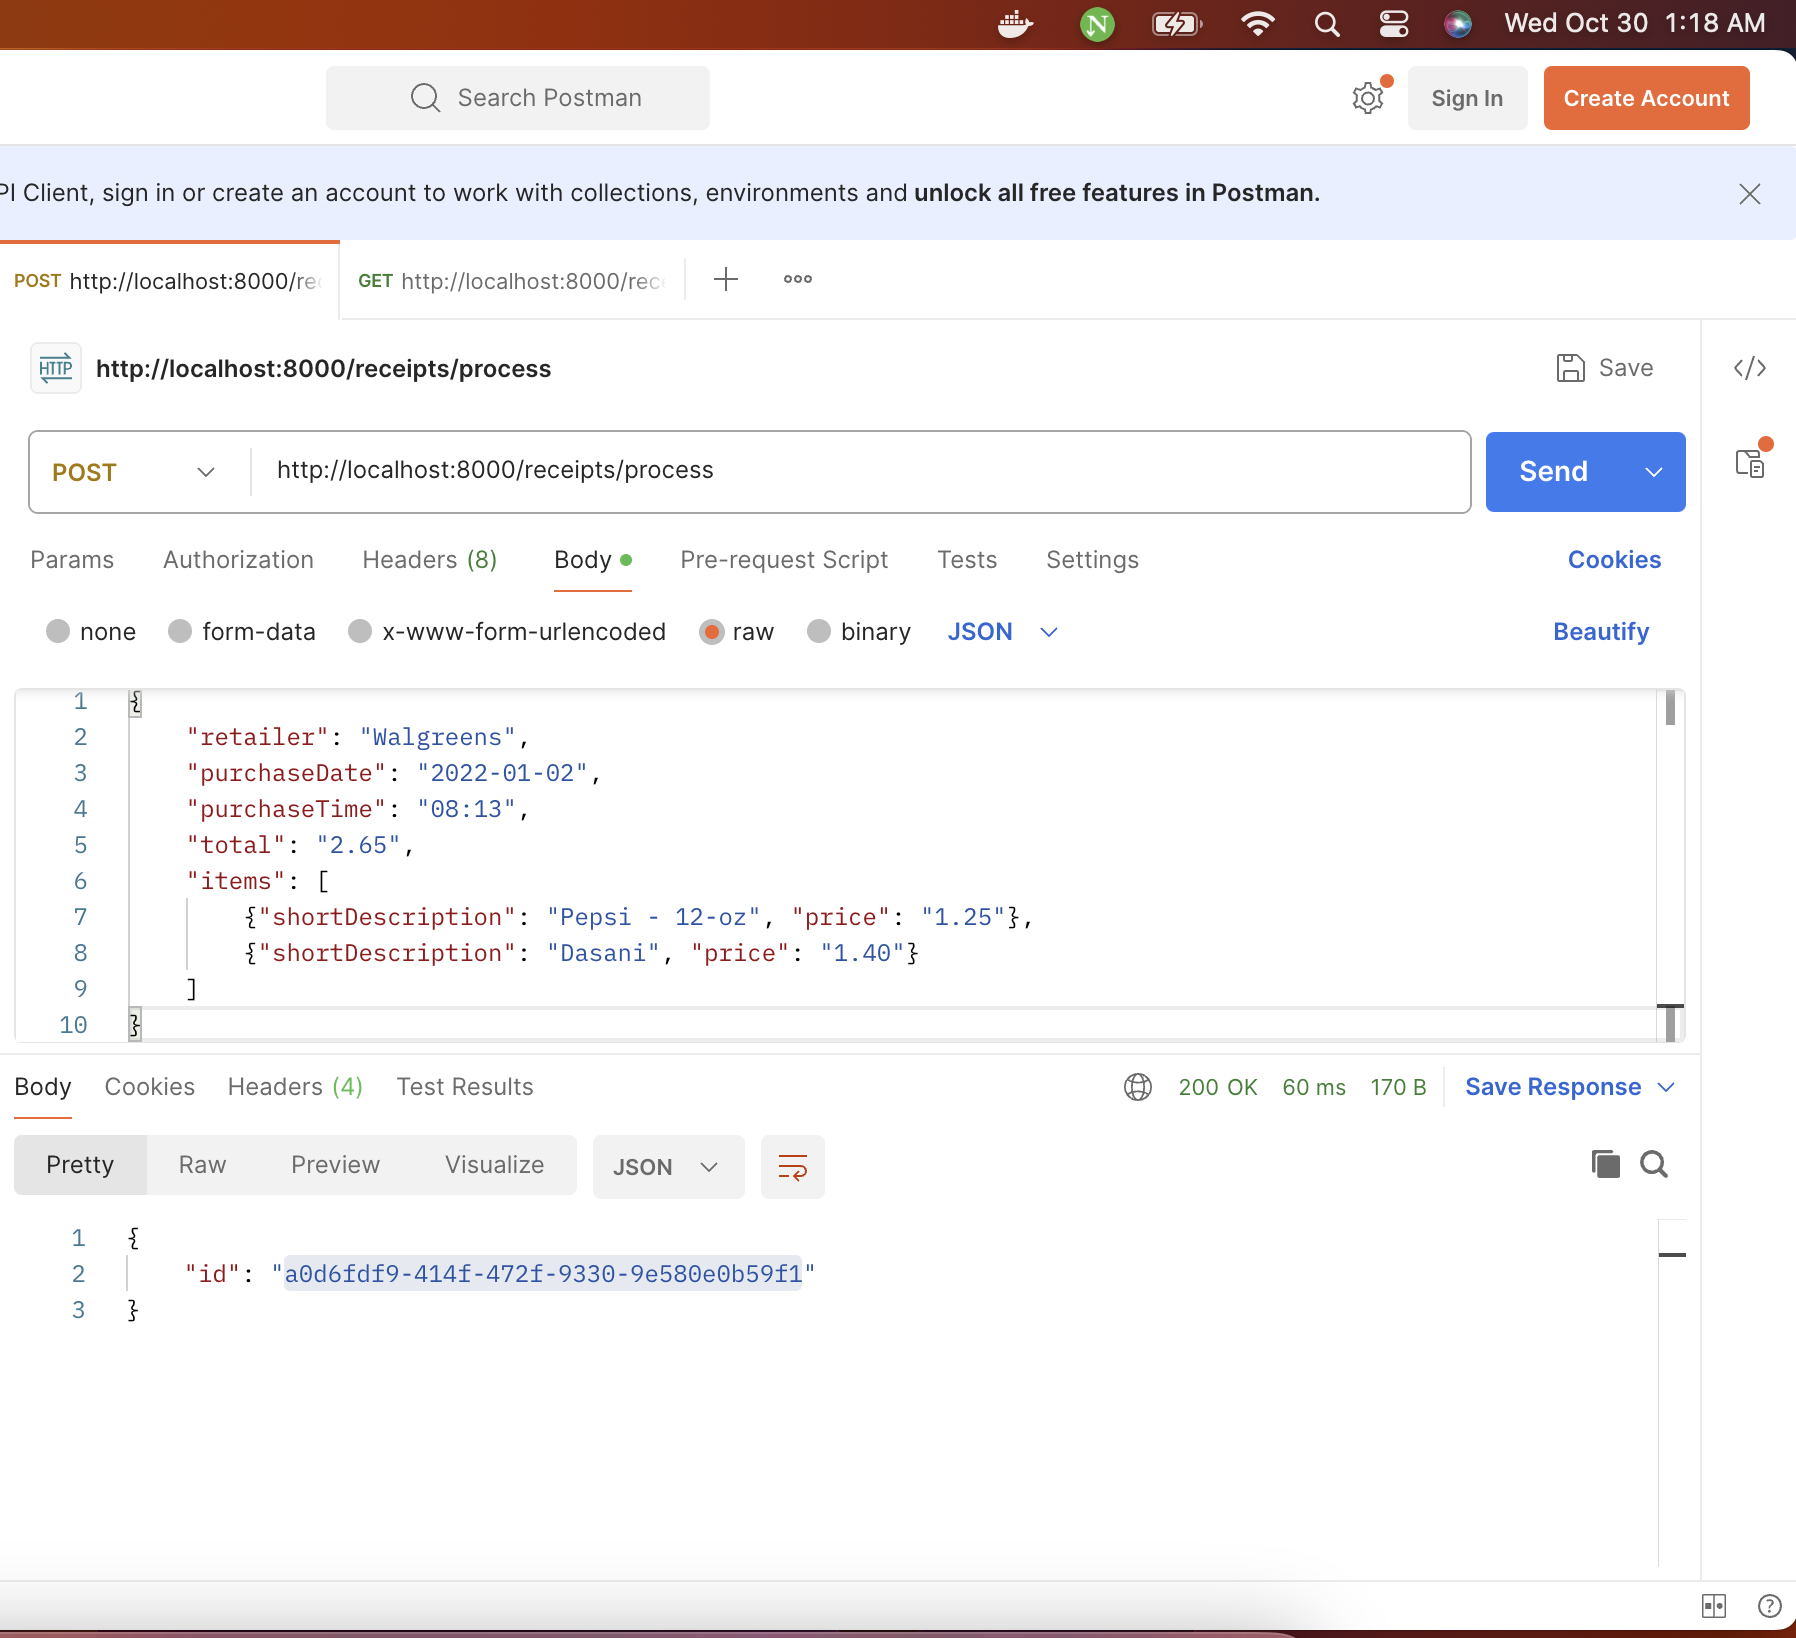 Wed Oct 30 1:18 AM
Search Postman
Sign In
Create Account
PI Client, sign in or create an account to work with collections, environments and unlock all free features in Postman.
POST http://localhost:8000/rec
GET http://localhost:8000/rece
HTTP
http://localhost:8000/receipts/process
Save
</>
POST http://localhost:8000/receipts/process
Send
Params Authorization Headers (8) Body Pre-request Script Tests Settings Cookies
none form-data x-www-form-urlencoded raw binary JSON Beautify
1 {
2 "retailer": "Walgreens",
3 "purchaseDate": "2022-01-02",
4 "purchaseTime": "08:13",
5 "total": "2.65",
6 "items": [
7 {"shortDescription": "Pepsi - 12-oz", "price": "1.25"},
8 {"shortDescription": "Dasani", "price": "1.40"}
9 ]
10 }
Body Cookies Headers (4) Test Results 200 OK 60 ms 170 B Save Response
Pretty Raw Preview Visualize JSON
1 {
2 "id": "a0d6fdf9-414f-472f-9330-9e580e0b59f1"
3 }